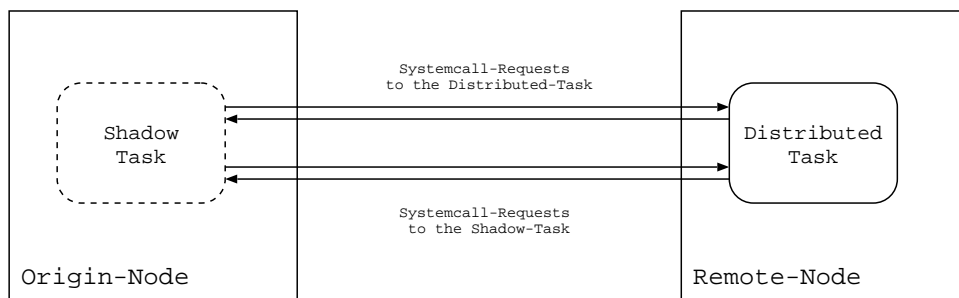 Systemcall-Requests
to the Distributed-Task
Shadow
Task
Distributed
Task
Systemcall-Requests
to the Shadow-Task
Origin-Node
Remote-Node